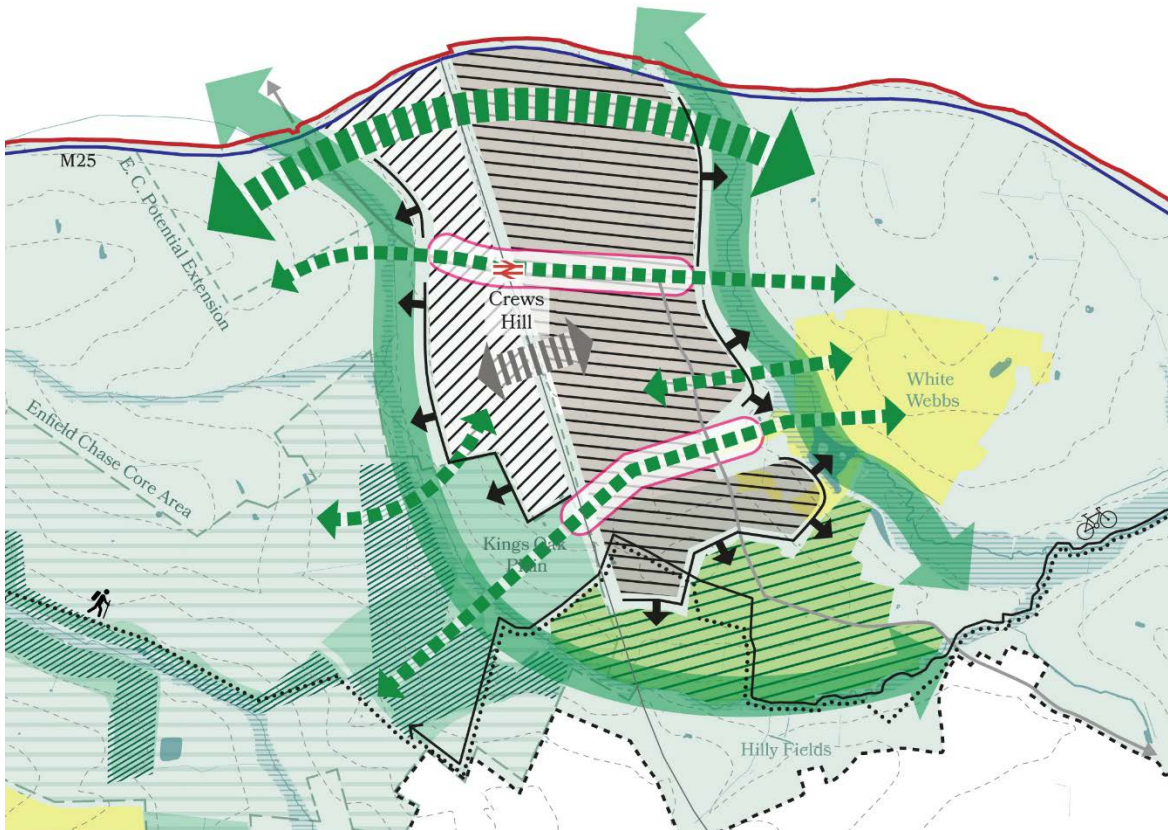 M25
E. C. Potential Extension
Crews
Hill
White
Webbs
Enfield Chase Core Area
Kings Oak
Plain
Hilly Fields